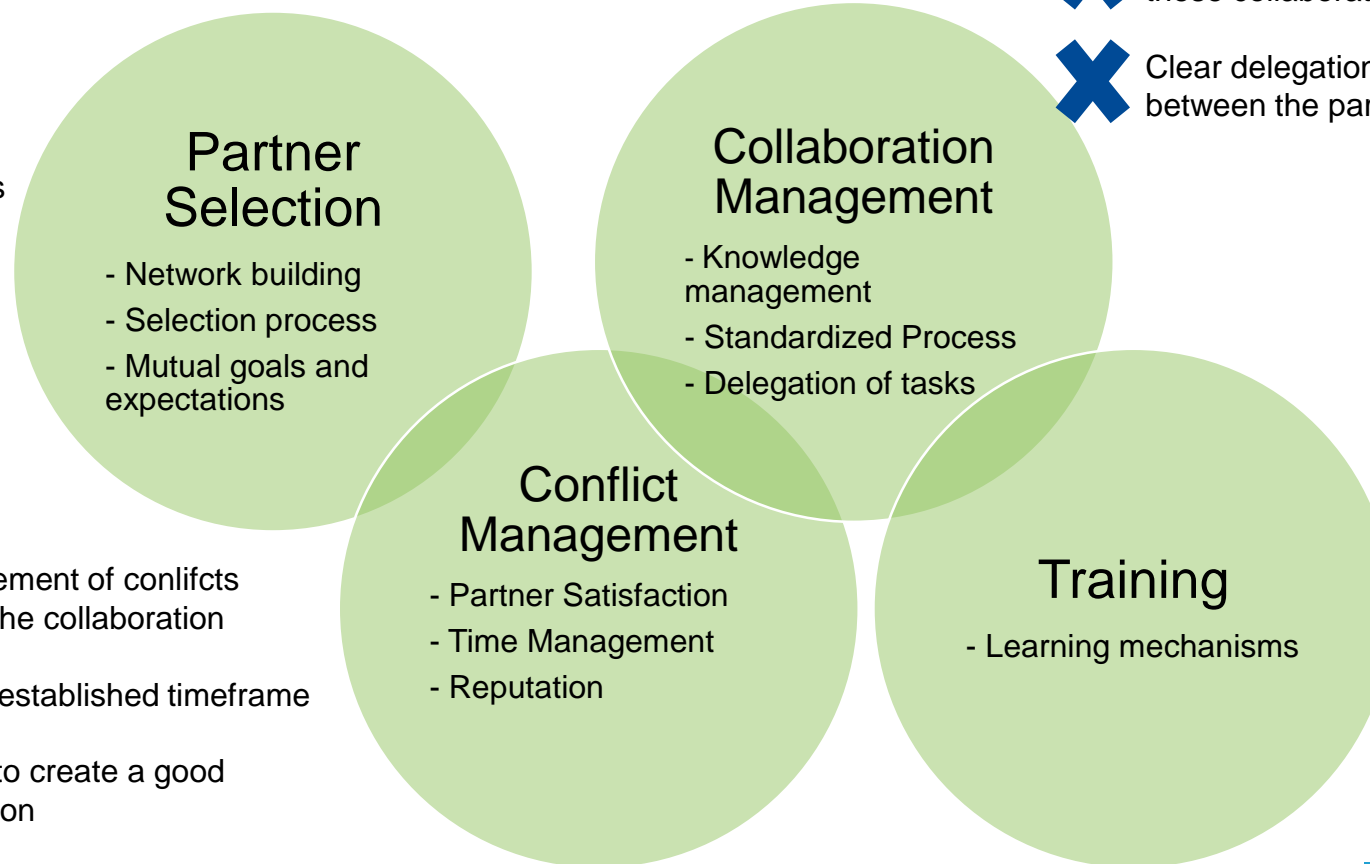 Clear delegation
between the par
Partner
Selection
- Network building
- Selection process
- Mutual goals and
expectations
Collaboration
Management
- Knowledge
management
- Standardized Process
- Delegation of tasks
Conflict
Management
- Partner Satisfaction
- Time Management
- Reputation
Training
- Learning mechanisms
ement of conlifcts
he collaboration
established timeframe
to create a good
on